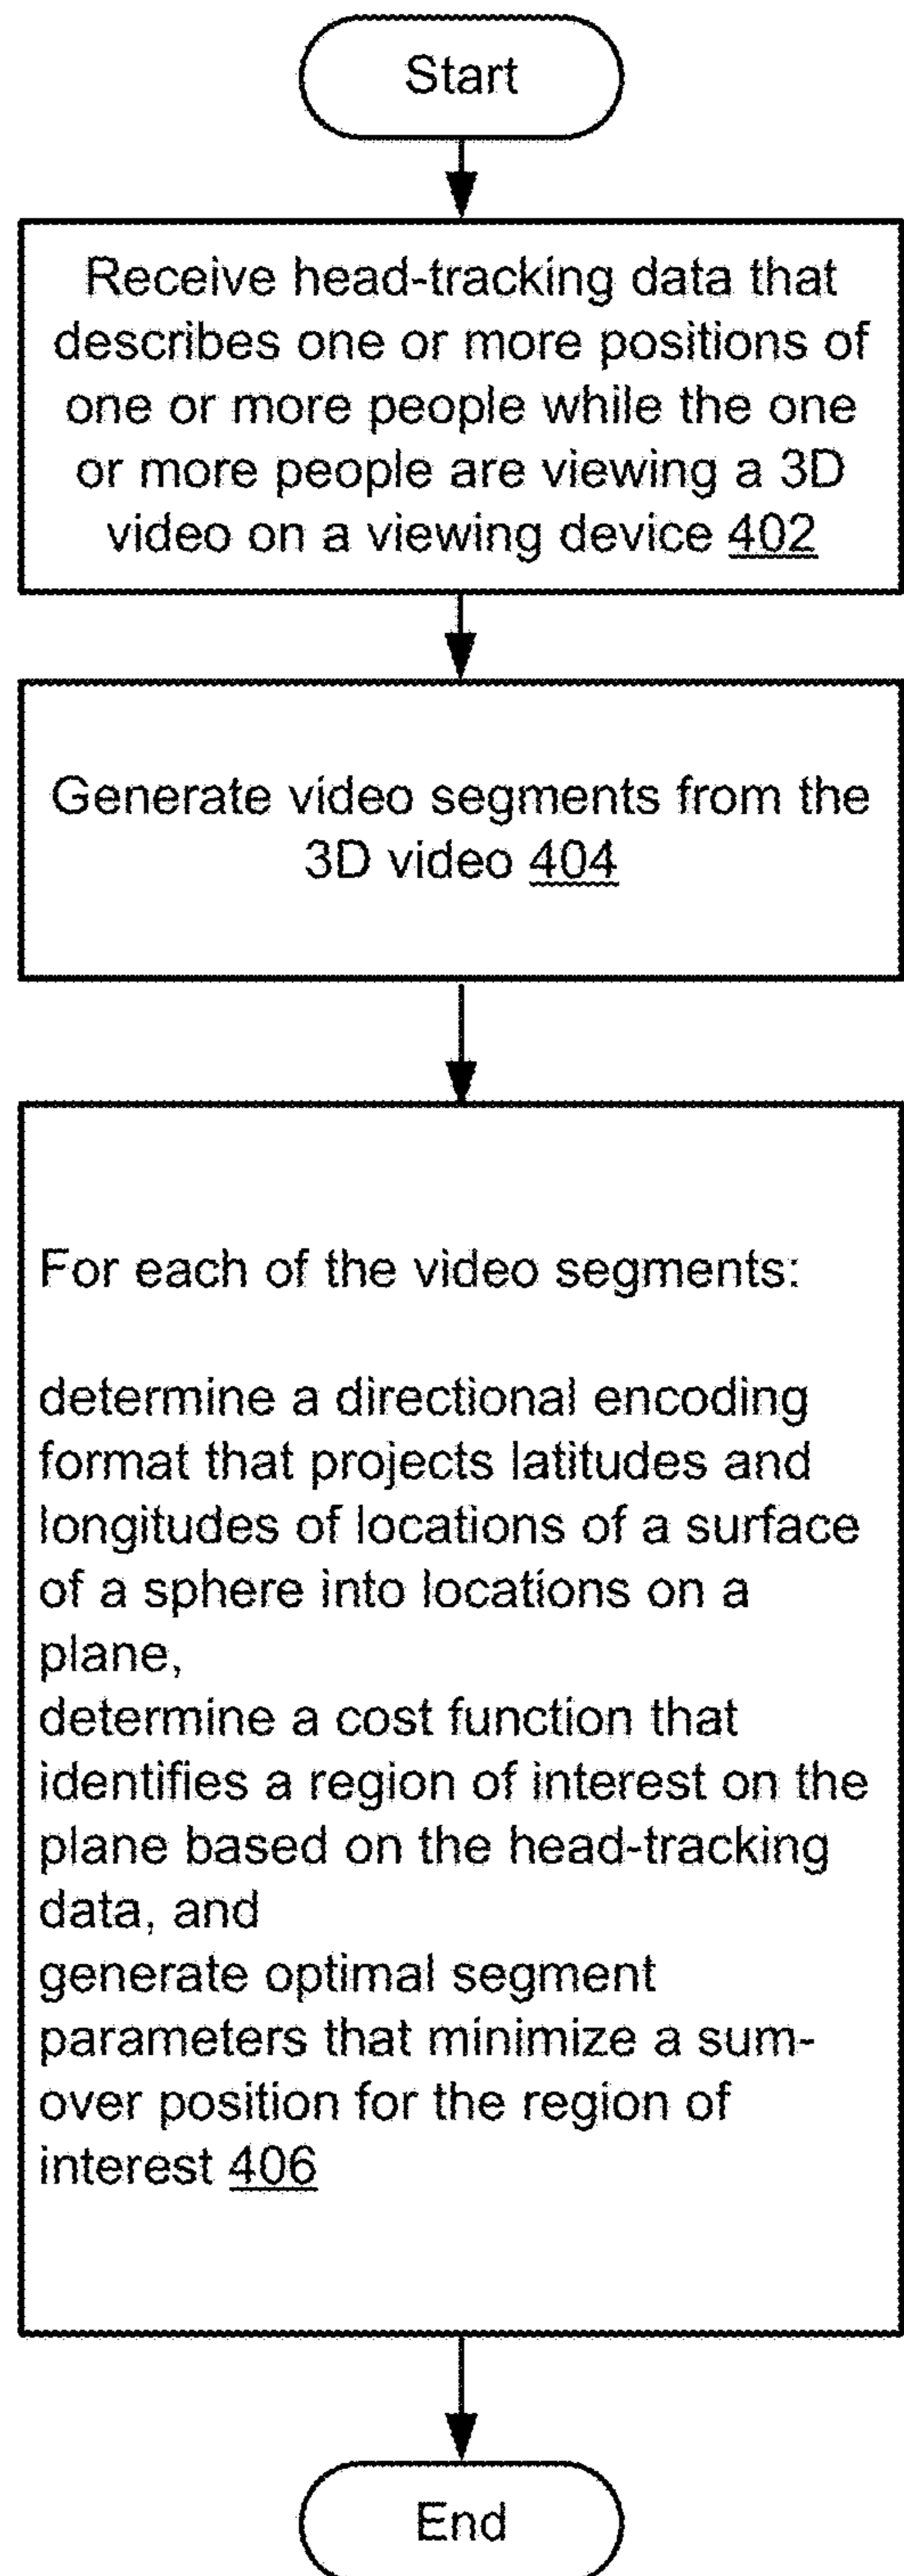 Start
Receive head-tracking data that
describes one or more positions of
one or more people while the one
or more people are viewing a 3D
video on a viewing device 402
Generate video segments from the
3D video 404
For each of the video segments:
determine a directional encoding
format that projects latitudes and
longitudes of locations of a surface
of a sphere into locations on a
plane,
determine a cost function that
identifies a region of interest on the
plane based on the head-tracking
data, and
generate optimal segment
parameters that minimize a sum-
over position for the region of
interest 406
End